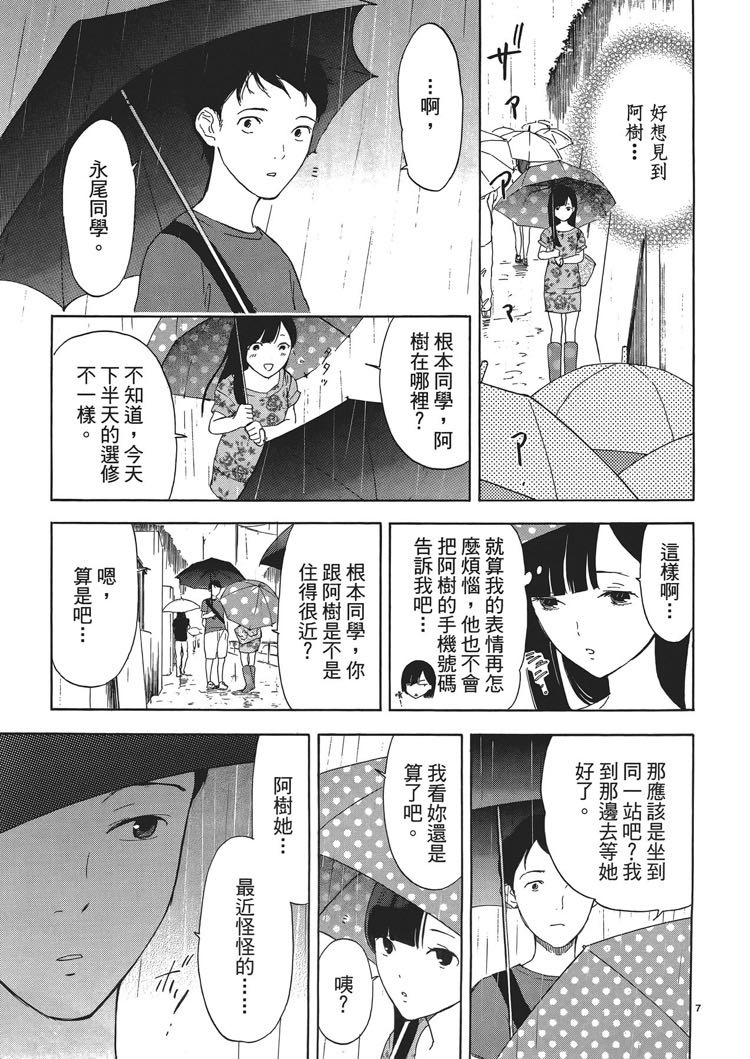 好想見到
阿樹…
ザァ
ァ
…啊，
永尾同學。
根本同學，阿
樹在哪裡？
不知道，今天
下半天的選修
不一樣。
這樣啊…
就算我的表情再怎
麼煩惱，他也不會
把阿樹的手機號碼
告訴我吧…
根本同學，你
跟阿樹是不是
住得很近？
嗯，
算是吧…
那應該是坐到
同一站吧？我
到那邊去等她
好了。
我看妳還是
算了吧。
咦？
阿樹她…
最近怪怪的……
7